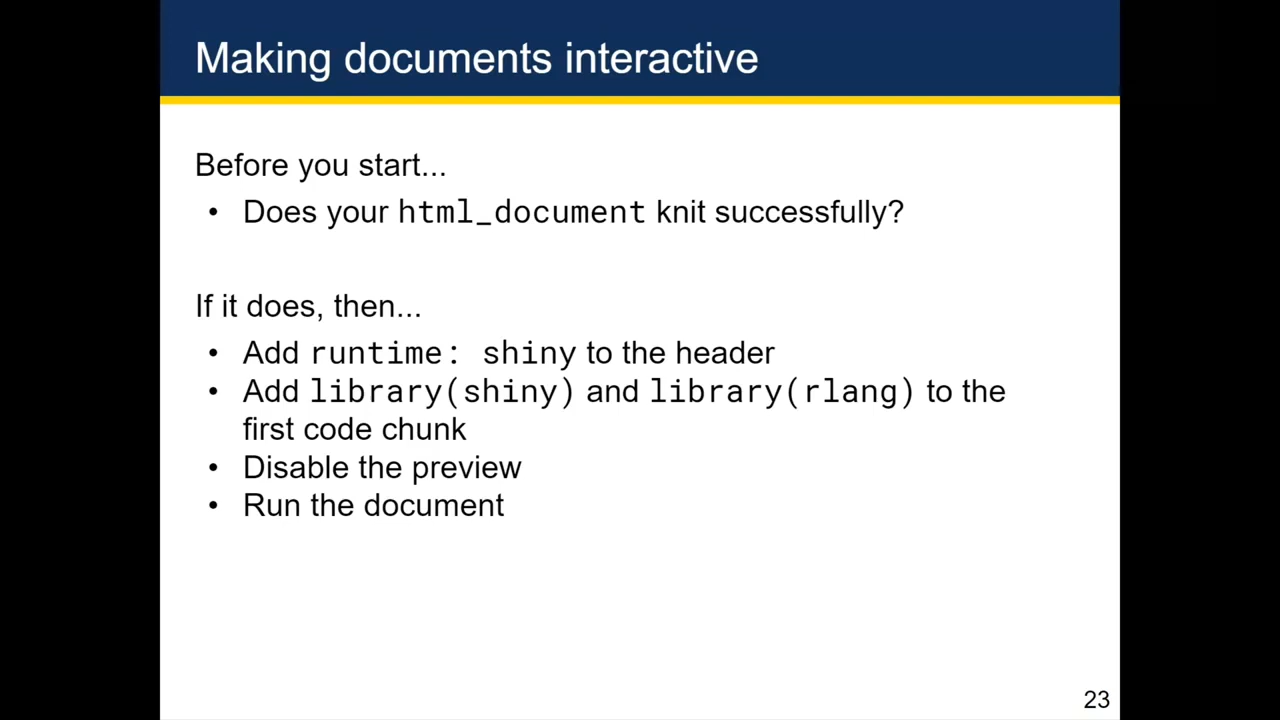 Making documents interactive
Before you start...
• Does your html_document knit successfully?
If it does, then...
• Add runtime: shiny to the header
• Add library(shiny) and library(rlang) to the
first code chunk
• Disable the preview
• Run the document
23